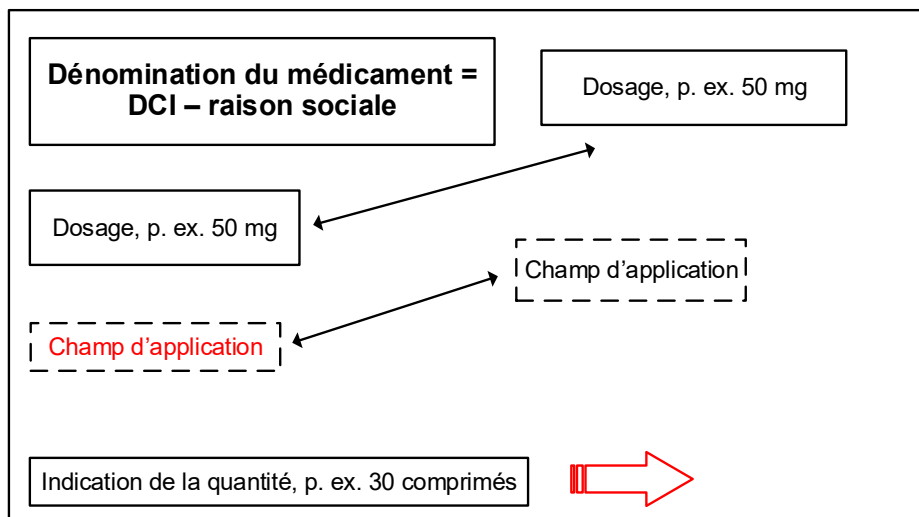 Dénomination du médicament =
DCI – raison sociale
Dosage, p. ex. 50 mg
Dosage, p. ex. 50 mg
Champ d’application
Champ d’application
Indication de la quantité, p. ex. 30 comprimés